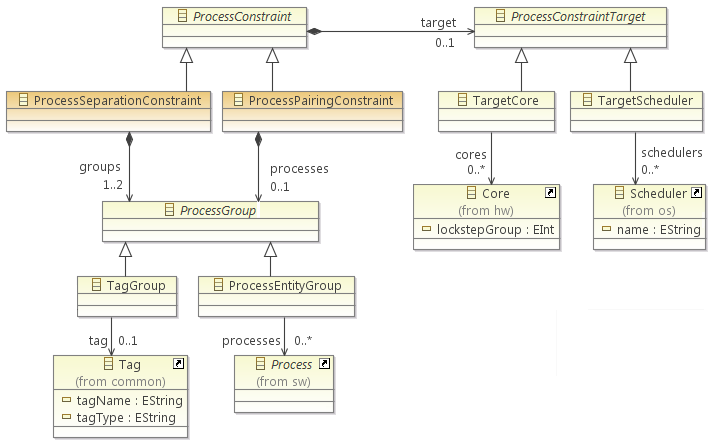 ProcessConstraint
target
0..1
ProcessConstraintTarget
ProcessSeparationConstraint
ProcessPairingConstraint
TargetCore
TargetScheduler
groups
1..2
processes
0..1
cores
0..*
schedulers
0..*
Core
(from hw)
lockstepGroup : EInt
Scheduler
(from os)
name : EString
ProcessGroup
TagGroup
ProcessEntityGroup
tag
0..1
processes
0..*
Tag
(from common)
tagName : EString
tagType : EString
Process
(from sw)